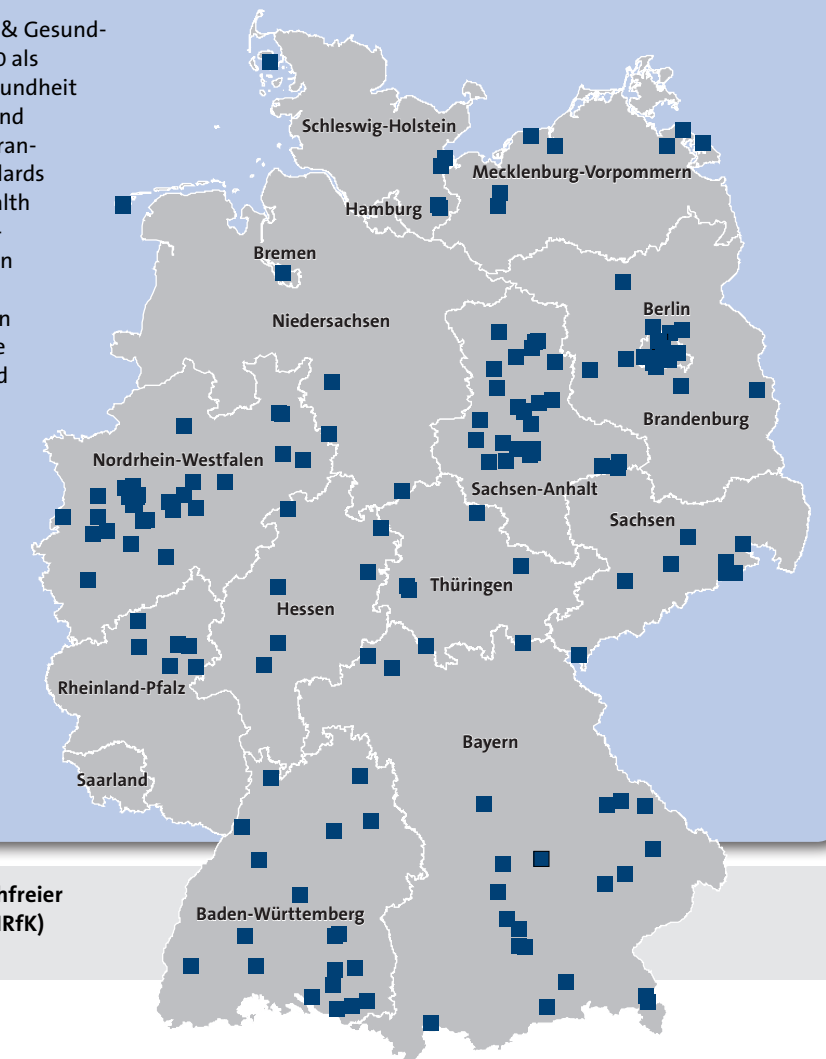 & Gesund-
als
undheit
nd
ran-
lards
lth
n
n
e
d
Schleswig-Holstein
Mecklenburg-Vorpommern
Hamburg
Bremen
Niedersachsen
Berlin
Brandenburg
Nordrhein-Westfalen
Sachsen-Anhalt
Sachsen
Thüringen
Hessen
Rheinland-Pfalz
Saarland
Bayern
Baden-Württemberg
hfreier
RfK)